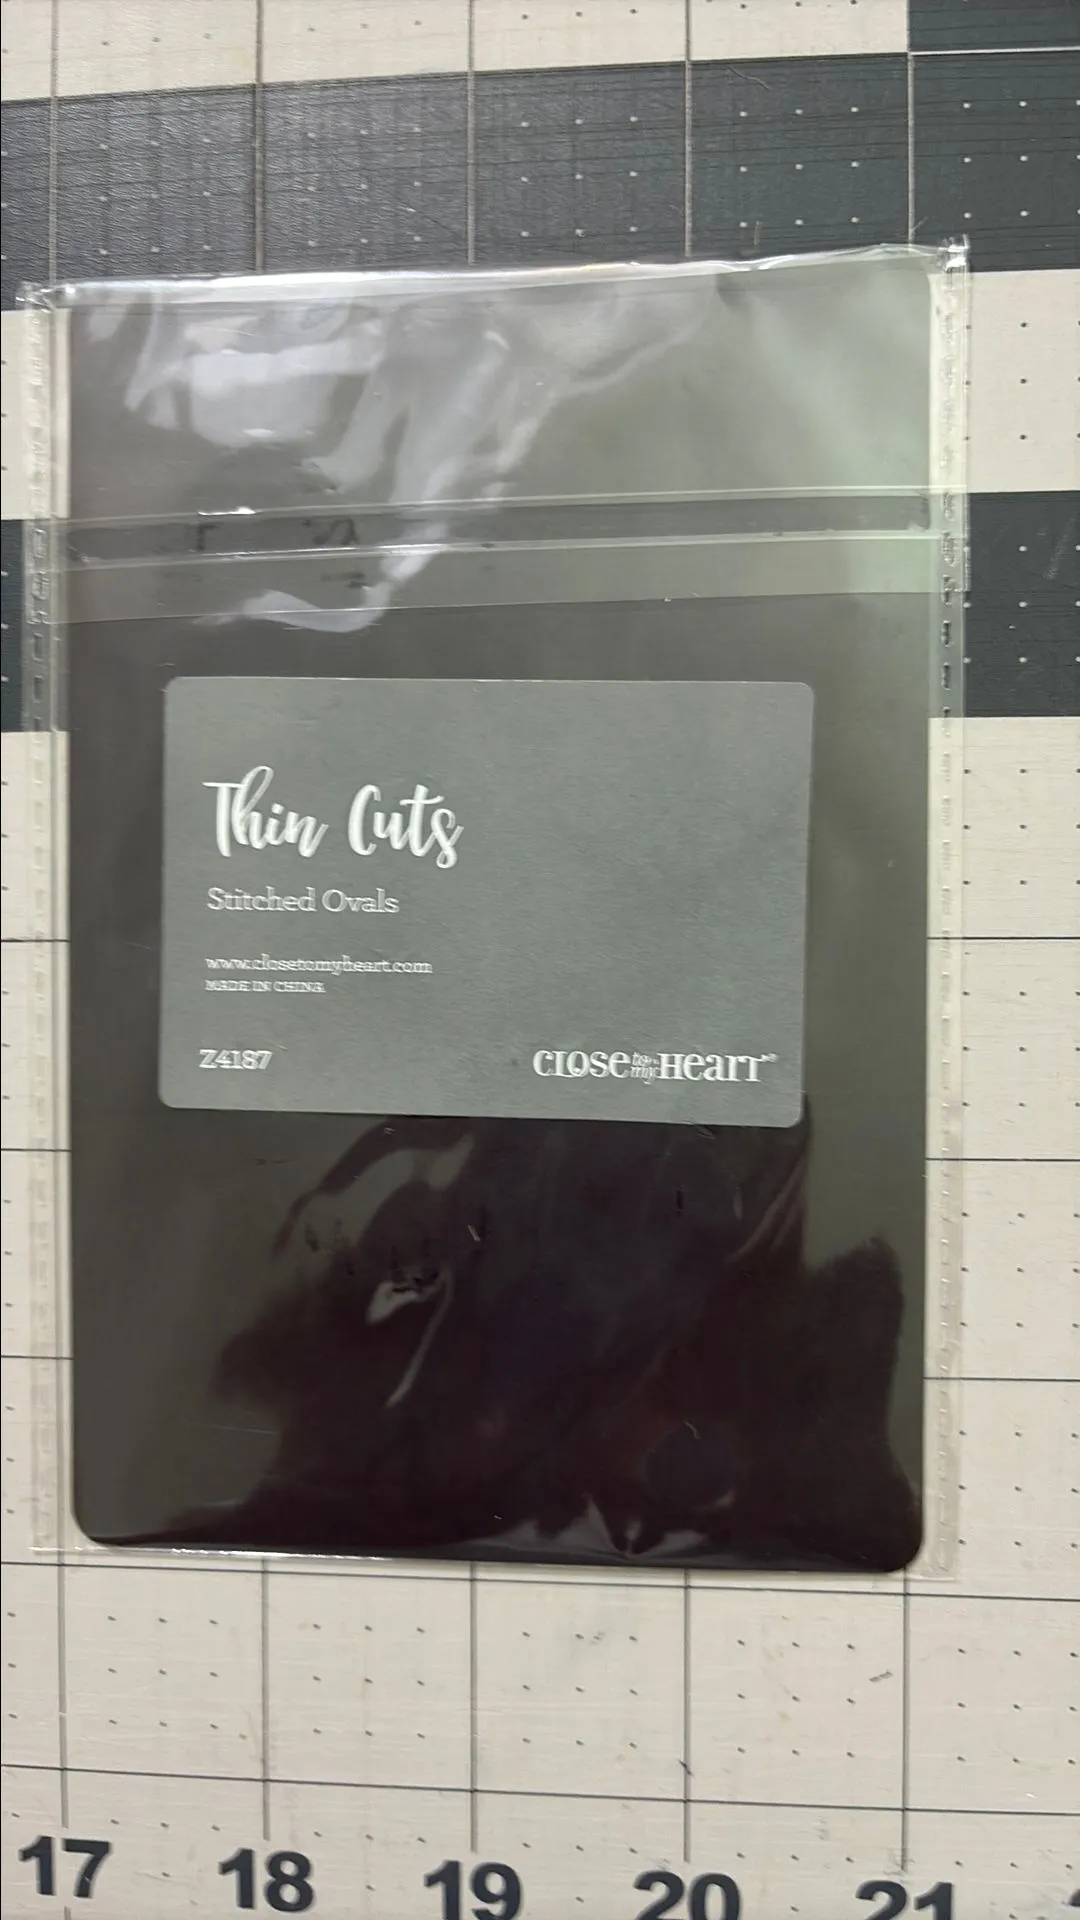 Thin Cuts
Stitched Ovals
www.closetomyheart.com
MADE IN CHINA
Z4187
CLOSE to my HEART®
17 18 19 20 21